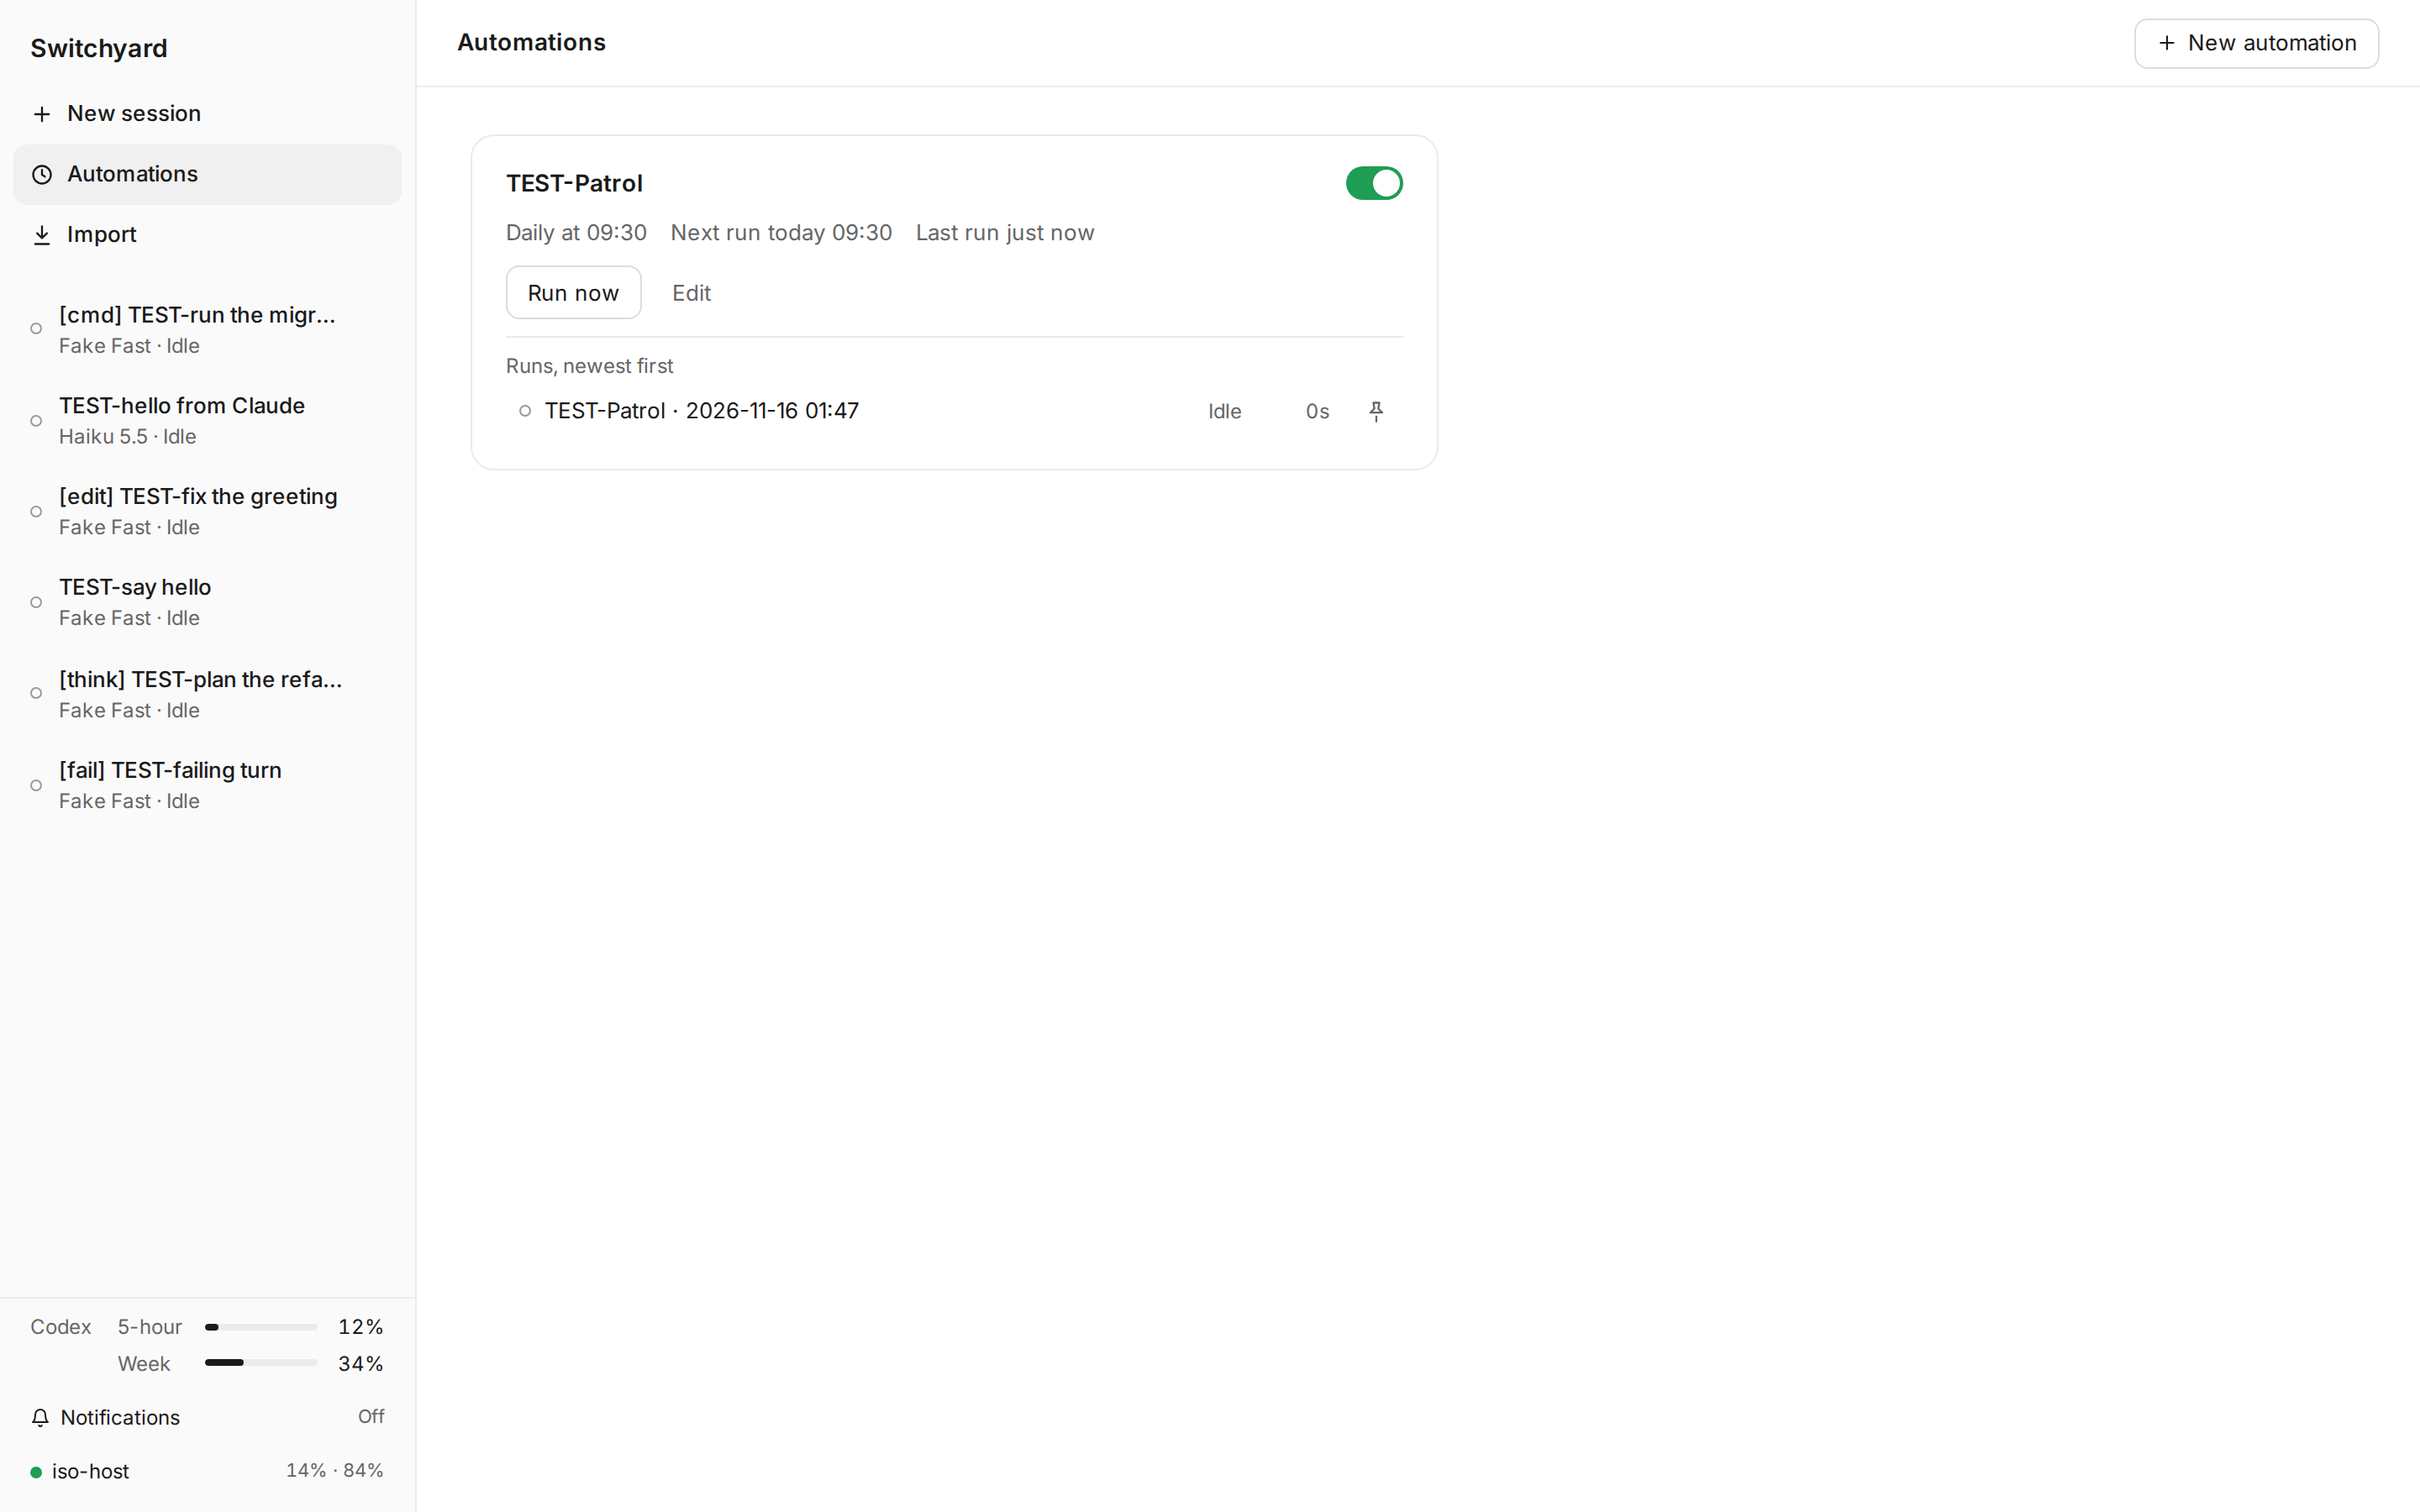 Switchyard
New session
Automations
Import
[cmd] TEST-run the migr...
Fake Fast · Idle
TEST-hello from Claude
Haiku 5.5 · Idle
[edit] TEST-fix the greeting
Fake Fast · Idle
TEST-say hello
Fake Fast · Idle
[think] TEST-plan the refa...
Fake Fast · Idle
[fail] TEST-failing turn
Fake Fast · Idle
Codex 5-hour 12%
Week 34%
Notifications Off
iso-host 14% · 84%
Automations
New automation
TEST-Patrol
Daily at 09:30 Next run today 09:30 Last run just now
Run now Edit
Runs, newest first
TEST-Patrol · 2026-11-16 01:47 Idle 0s